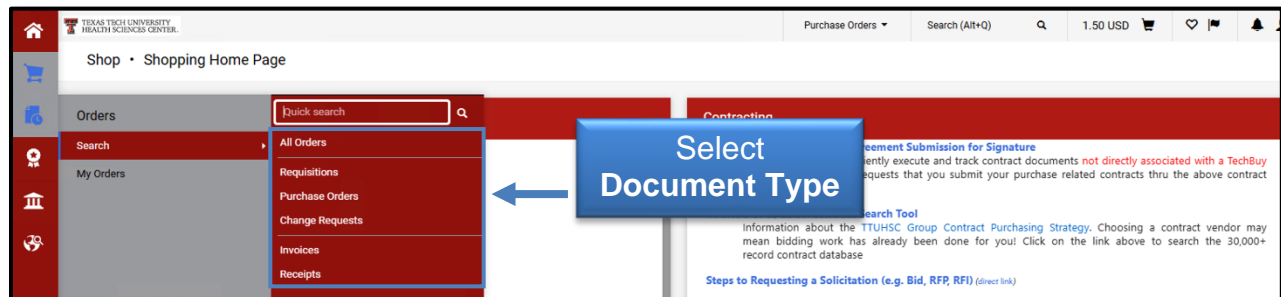 TEXAS TECH UNIVERSITY
HEALTH SCIENCES CENTER.
Purchase Orders
Search (Alt+Q)
1.50 USD
Shop • Shopping Home Page
Orders
Search
My Orders
Quick search
All Orders
Requisitions
Purchase Orders
Change Requests
Invoices
Receipts
Select
Document Type
Contracting
reement Submission for Signature
iently execute and track contract documents not directly associated with a TechBuy
equests that you submit your purchase related contracts thru the above contract
Search Tool
Information about the TTUHSC Group Contract Purchasing Strategy. Choosing a contract vendor may
mean bidding work has already been done for you! Click on the link above to search the 30,000+
record contract database
Steps to Requesting a Solicitation (e.g. Bid, RFP, RFI) (direct link)